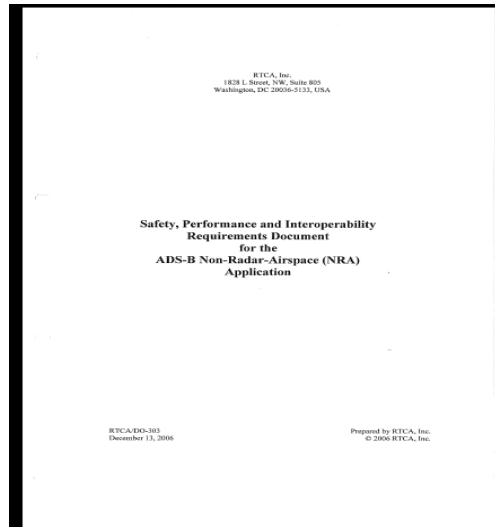 RTCA, Inc.
1828 L Street, NW, Suite 805
Washington, DC 20036-5133, USA
Safety, Performance and Interoperability
Requirements Document
for the
ADS-B Non-Radar-Airspace (NRA)
Application
RTCA/DO-303
December 13, 2006
Prepared by RTCA, Inc.
© 2006 RTCA, Inc.